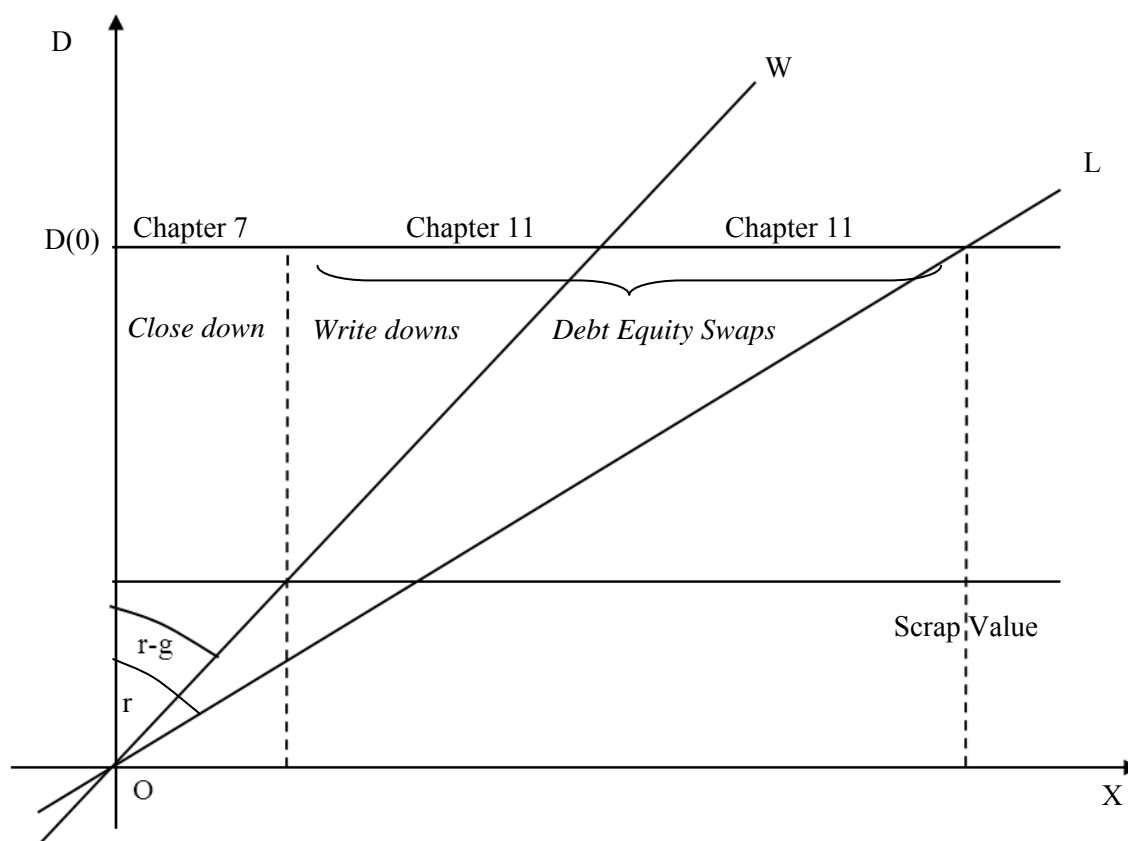 D
W
L
Chapter 7 Chapter 11 Chapter 11
D(0)
Close down Write downs Debt Equity Swaps
Scrap Value
r-g
r
O
X